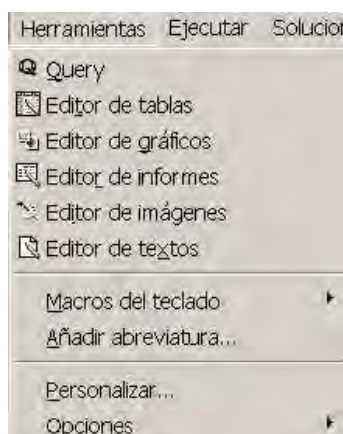 Herramientas Ejecutar Solucion
Query
Editor de tablas
Editor de gráficos
Editor de informes
Editor de imágenes
Editor de textos
Macros del teclado
Añadir abreviatura...
Personalizar...
Opciones